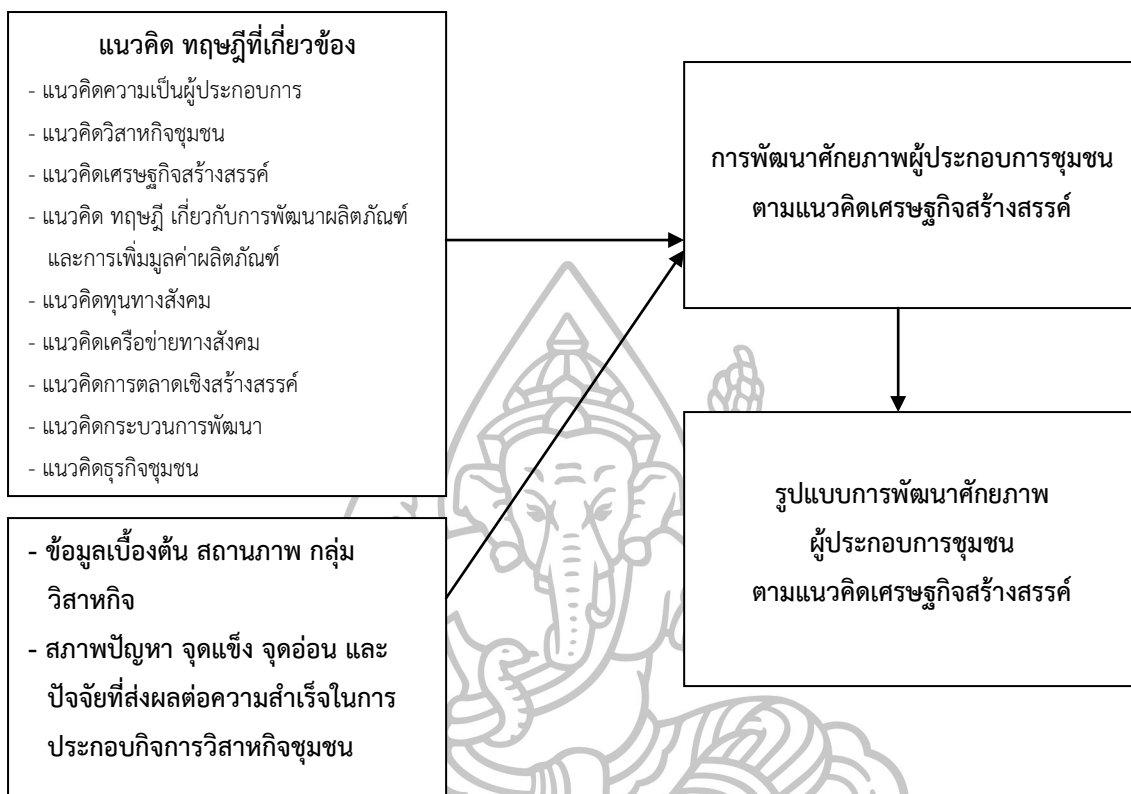 แนวคิด ทฤษฎีที่เกี่ยวข้อง
- แนวคิดความเป็นผู้ประกอบการ
- แนวคิดวิสาหกิจชุมชน
- แนวคิดเศรษฐกิจสร้างสรรค์
- แนวคิด ทฤษฎี เกี่ยวกับการพัฒนาผลิตภัณฑ์
และการเพิ่มมูลค่าผลิตภัณฑ์
- แนวคิดทุนทางสังคม
- แนวคิดเครือข่ายทางสังคม
- แนวคิดการตลาดเชิงสร้างสรรค์
- แนวคิดกระบวนการพัฒนา
- แนวคิดธุรกิจชุมชน
- ข้อมูลเบื้องต้น สถานภาพ กลุ่ม
วิสาหกิจ
- สภาพปัญหา จุดแข็ง จุดอ่อน และ
ปัจจัยที่ส่งผลต่อความสำเร็จในการ
ประกอบกิจการวิสาหกิจชุมชน
การพัฒนาศักยภาพผู้ประกอบการชุมชน
ตามแนวคิดเศรษฐกิจสร้างสรรค์
รูปแบบการพัฒนาศักยภาพ
ผู้ประกอบการชุมชน
ตามแนวคิดเศรษฐกิจสร้างสรรค์